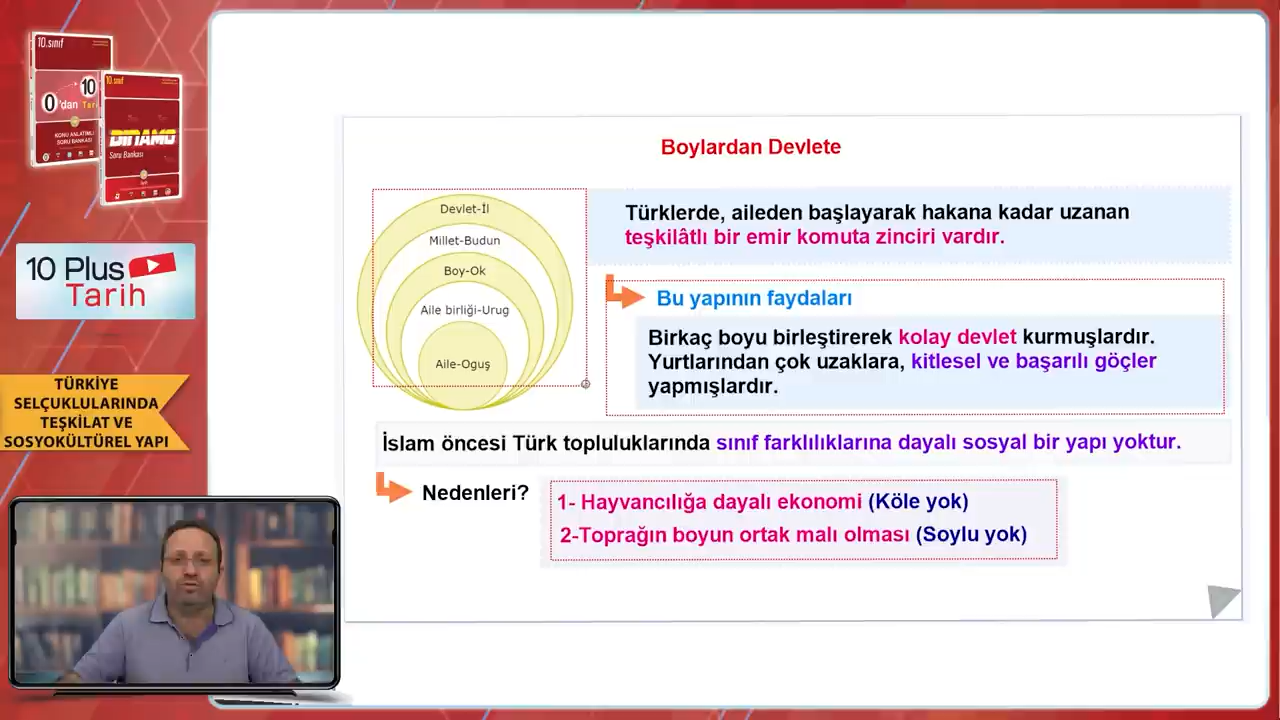 10.sınıf
0'dan 10
KONU ANLATIMLI
SORU BANKASI
10.sınıf
DINAMO
Soru Bankası
10 Plus
Tarih
TÜRKİYE
SELÇUKLULARINDA
TEŞKİLAT VE
SOSYOKÜLTÜREL YAPI
Boylardan Devlete
Devlet-İl
Millet-Budun
Boy-Ok
Aile birliği-Urug
Aile-Oguş
Türklerde, aileden başlayarak hakana kadar uzanan
teşkilâtlı bir emir komuta zinciri vardır.
Bu yapının faydaları
Birkaç boyu birleştirerek kolay devlet kurmuşlardır.
Yurtlarından çok uzaklara, kitlesel ve başarılı göçler
yapmışlardır.
İslam öncesi Türk topluluklarında sınıf farklılıklarına dayalı sosyal bir yapı yoktur.
Nedenleri?
1- Hayvancılığa dayalı ekonomi (Köle yok)
2-Toprağın boyun ortak malı olması (Soylu yok)